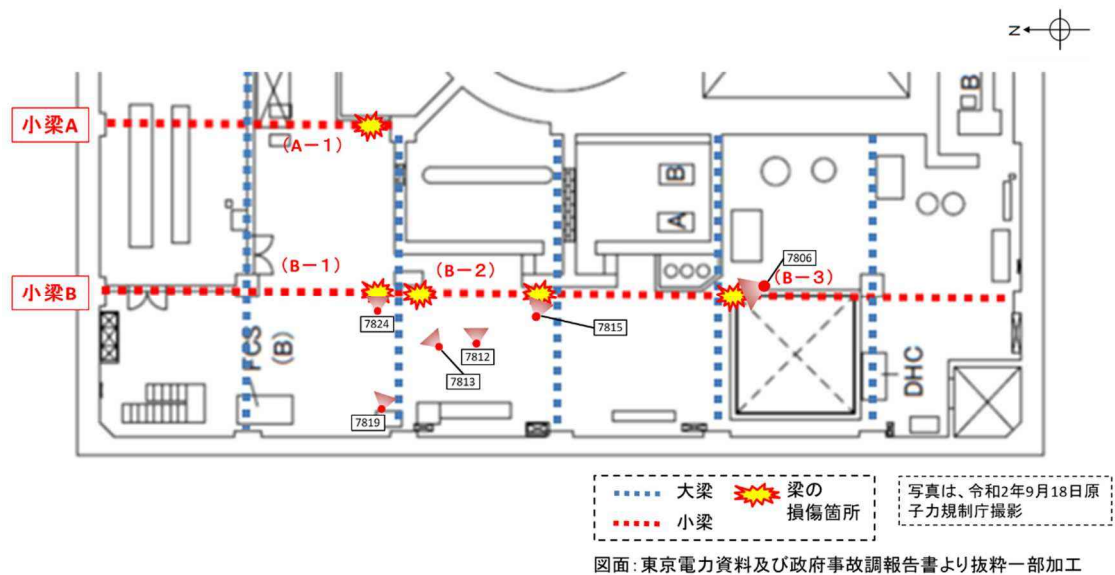 N
小梁A
(A-1)
B
A
B
7806
(B-3)
小梁B
(B-1)
(B-2)
7824
7815
7812
7813
7819
FCS
(B)
DHC
B
大梁
小梁
梁の
損傷箇所
写真は、令和2年9月18日原
子力規制庁撮影
図面:東京電力資料及び政府事故調報告書より抜粋一部加工